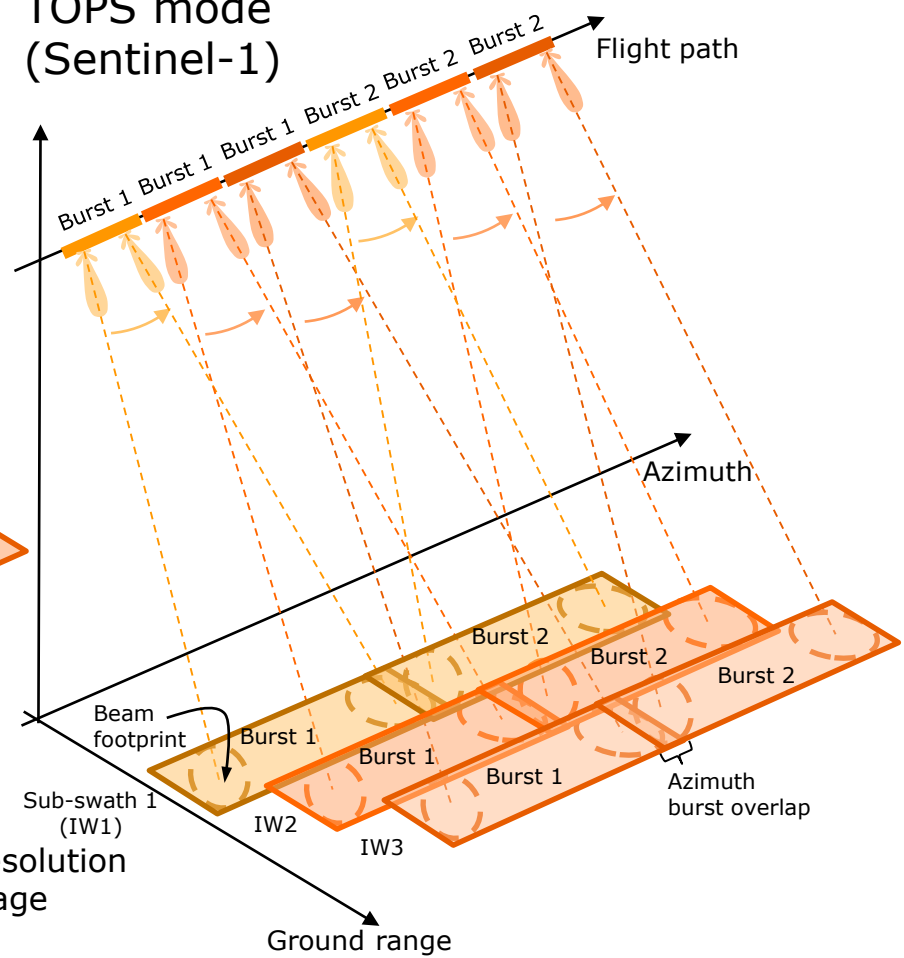 TOPS mode
(Sentinel-1)
Burst 1
Burst 1
Burst 1
Burst 2
Burst 2
Burst 2
Flight path
Azimuth
Burst 2
Burst 2
Burst 2
Beam
footprint
Burst 1
Burst 1
Burst 1
Azimuth
burst overlap
Sub-swath 1
(IW1)
IW2
IW3
solution
age
Ground range